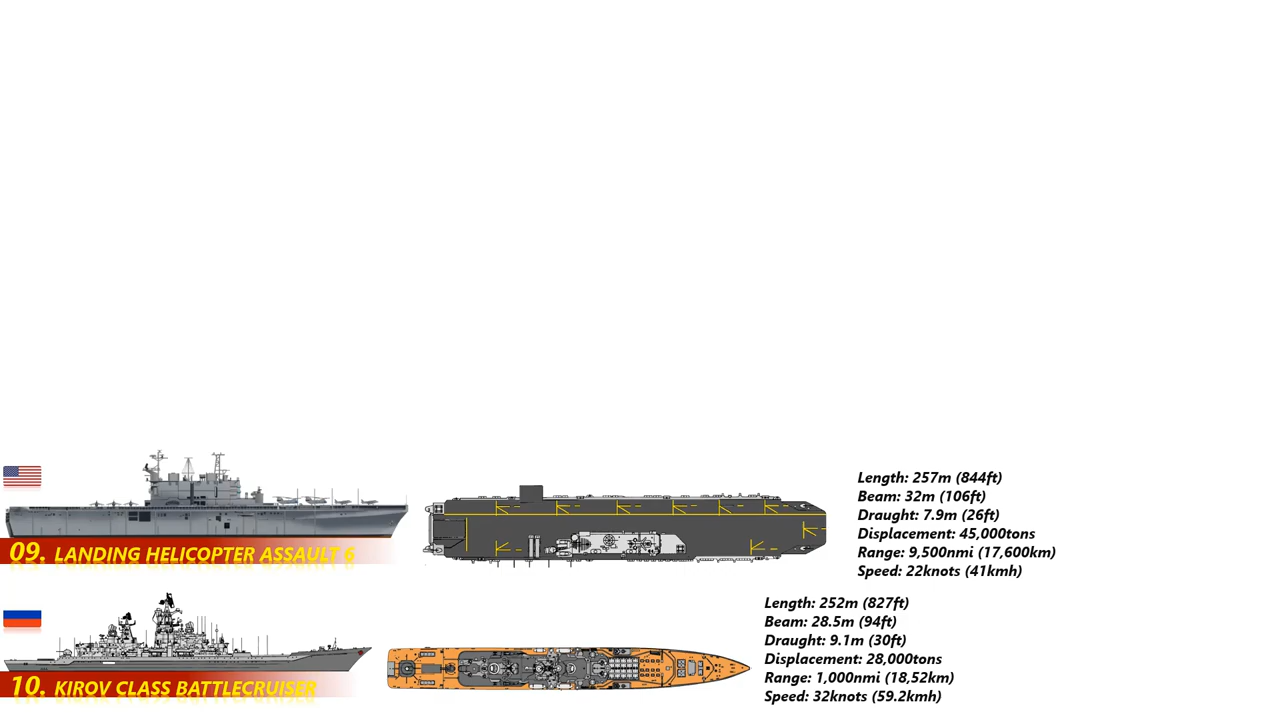 09. LANDING HELICOPTER ASSAULT 6
Length: 257m (844ft)
Beam: 32m (106ft)
Draught: 7.9m (26ft)
Displacement: 45,000tons
Range: 9,500nmi (17,600km)
Speed: 22knots (41kmh)
10. KIROV CLASS BATTLECRUISER
Length: 252m (827ft)
Beam: 28.5m (94ft)
Draught: 9.1m (30ft)
Displacement: 28,000tons
Range: 1,000nmi (18,52km)
Speed: 32knots (59.2kmh)